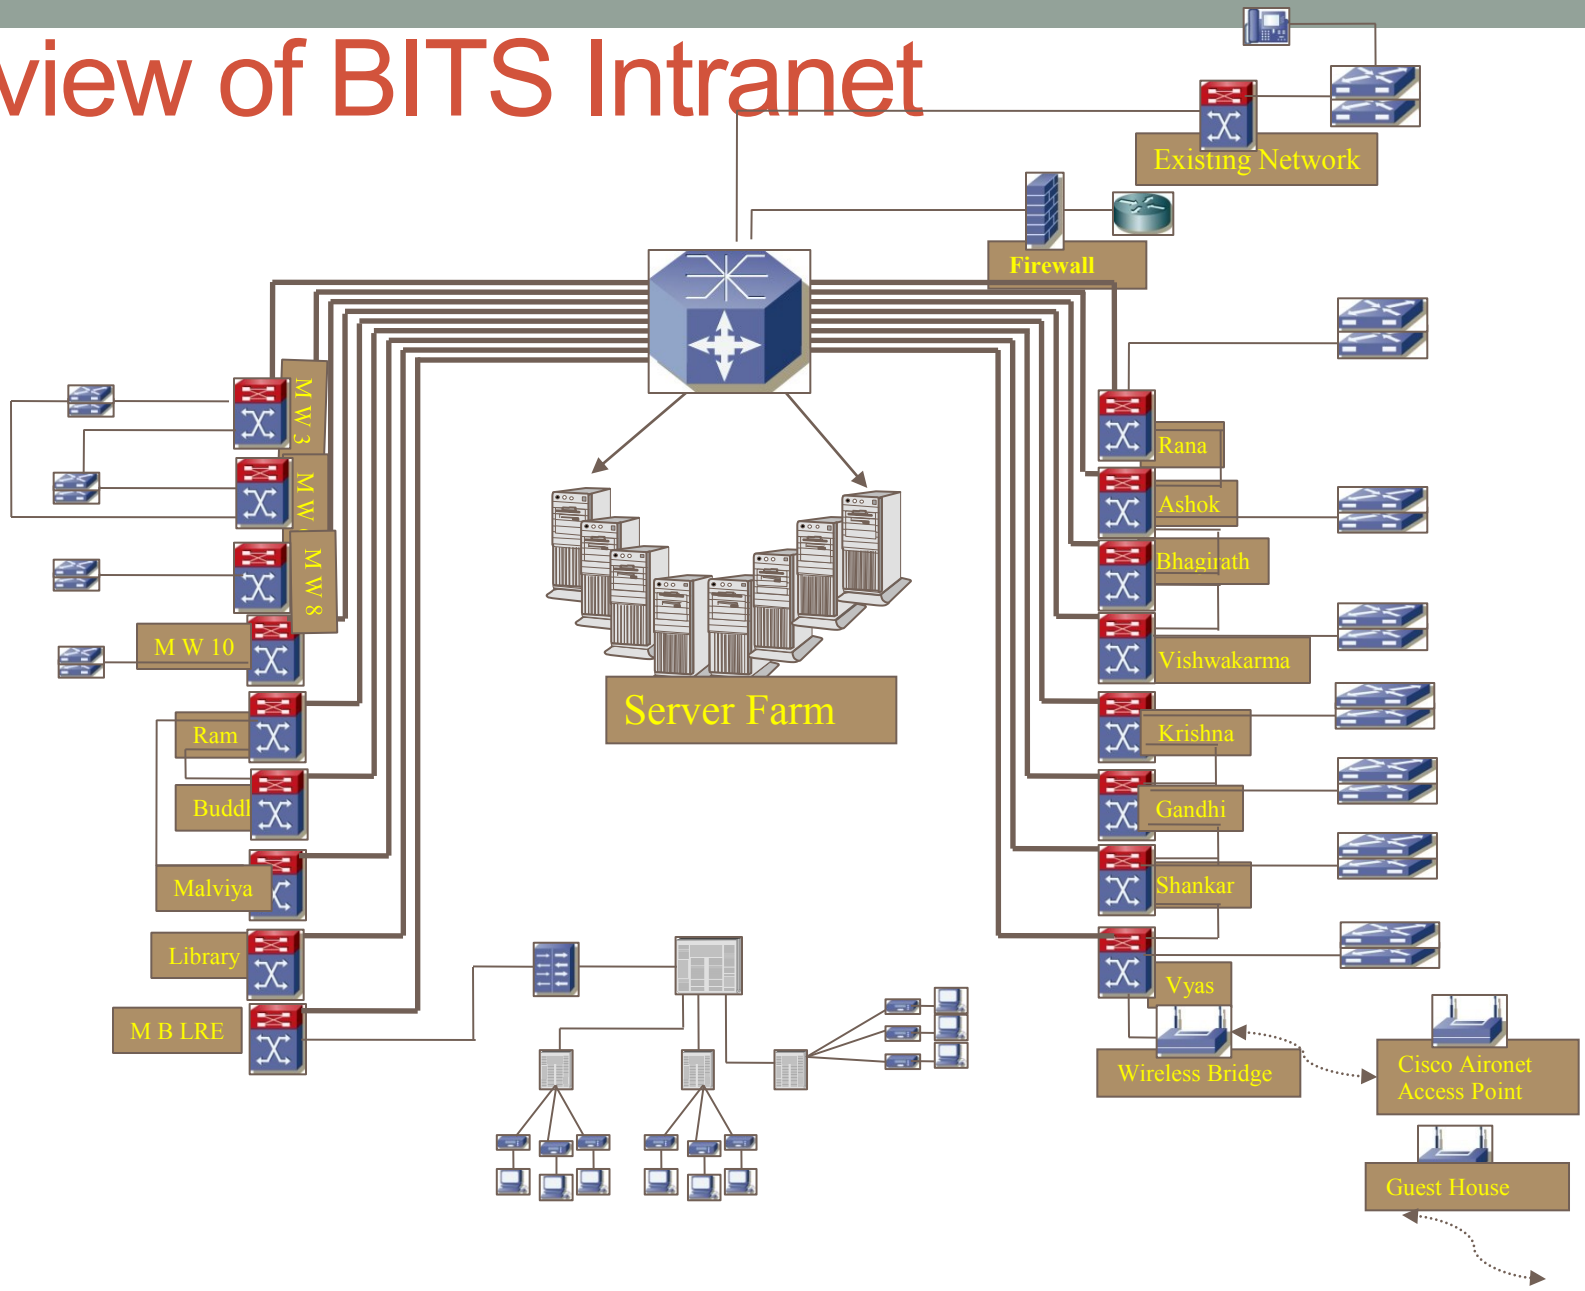 view of BITS Intranet
Existing Network
Firewall
M W 3
M W
M W 8
M W 10
Ram
Malviya
Library
M B LRE
Server Farm
Rana
Ashok
Bhagirath
Vishwakarma
Krishna
Gandhi
Shankar
Vyas
Wireless Bridge
Cisco Aironet
Access Point
Guest House